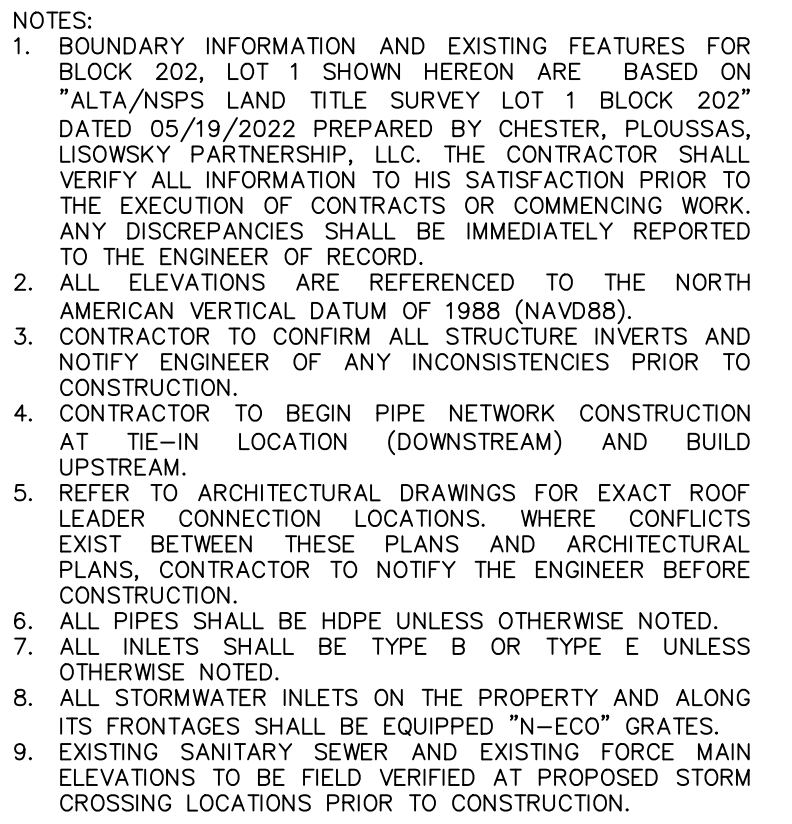 NOTES:
1. BOUNDARY INFORMATION AND EXISTING FEATURES FOR
BLOCK 202, LOT 1 SHOWN HEREON ARE BASED ON
"ALTA/NSPS LAND TITLE SURVEY LOT 1 BLOCK 202"
DATED 05/19/2022 PREPARED BY CHESTER, PLOUSSAS,
LISOWSKY PARTNERSHIP, LLC. THE CONTRACTOR SHALL
VERIFY ALL INFORMATION TO HIS SATISFACTION PRIOR TO
THE EXECUTION OF CONTRACTS OR COMMENCING WORK.
ANY DISCREPANCIES SHALL BE IMMEDIATELY REPORTED
TO THE ENGINEER OF RECORD.
2. ALL ELEVATIONS ARE REFERENCED TO THE NORTH
AMERICAN VERTICAL DATUM OF 1988 (NAVD88).
3. CONTRACTOR TO CONFIRM ALL STRUCTURE INVERTS AND
NOTIFY ENGINEER OF ANY INCONSISTENCIES PRIOR TO
CONSTRUCTION.
4. CONTRACTOR TO BEGIN PIPE NETWORK CONSTRUCTION
AT TIE-IN LOCATION (DOWNSTREAM) AND BUILD
UPSTREAM.
5. REFER TO ARCHITECTURAL DRAWINGS FOR EXACT ROOF
LEADER CONNECTION LOCATIONS. WHERE CONFLICTS
EXIST BETWEEN THESE PLANS AND ARCHITECTURAL
PLANS, CONTRACTOR TO NOTIFY THE ENGINEER BEFORE
CONSTRUCTION.
6. ALL PIPES SHALL BE HDPE UNLESS OTHERWISE NOTED.
7. ALL INLETS SHALL BE TYPE B OR TYPE E UNLESS
OTHERWISE NOTED.
8. ALL STORMWATER INLETS ON THE PROPERTY AND ALONG
ITS FRONTAGES SHALL BE EQUIPPED "N-ECO" GRATES.
9. EXISTING SANITARY SEWER AND EXISTING FORCE MAIN
ELEVATIONS TO BE FIELD VERIFIED AT PROPOSED STORM
CROSSING LOCATIONS PRIOR TO CONSTRUCTION.